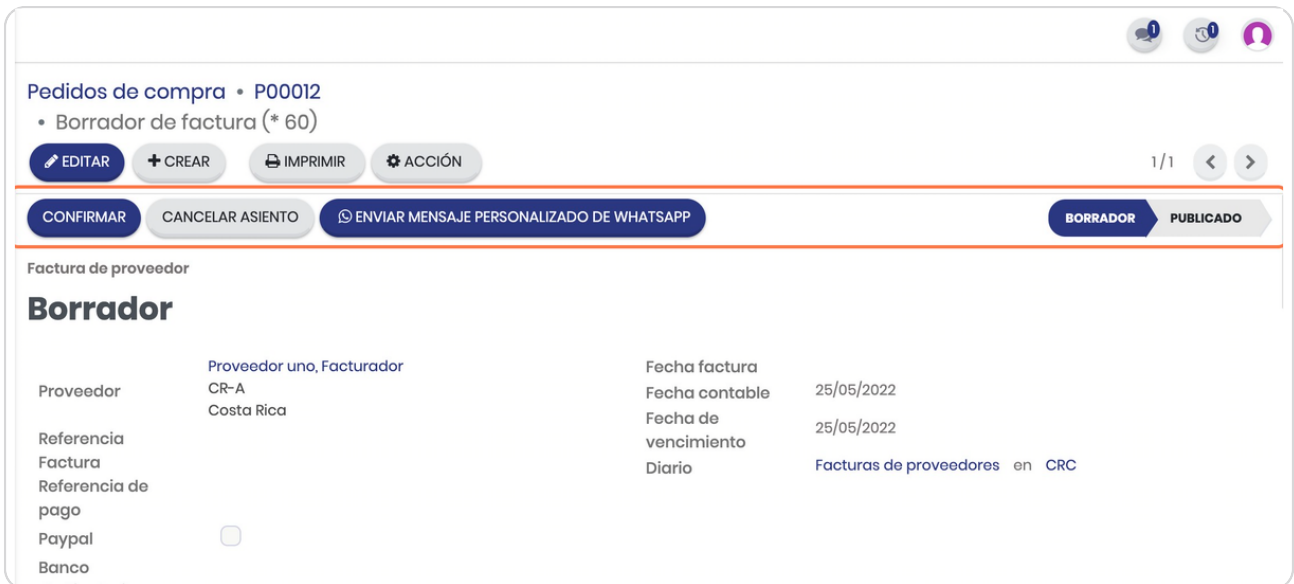 1 1
Pedidos de compra • P00012
• Borrador de factura (* 60)
EDITAR + CREAR IMPRIMIR ACCIÓN 1/1
CONFIRMAR CANCELAR ASIENTO ENVIAR MENSAJE PERSONALIZADO DE WHATSAPP BORRADOR PUBLICADO
Factura de proveedor
Borrador
Proveedor
Proveedor uno, Facturador
CR-A
Costa Rica
Referencia
Factura
Referencia de
pago
Paypal
Banco
Fecha factura
Fecha contable 25/05/2022
Fecha de
vencimiento 25/05/2022
Diario Facturas de proveedores en CRC